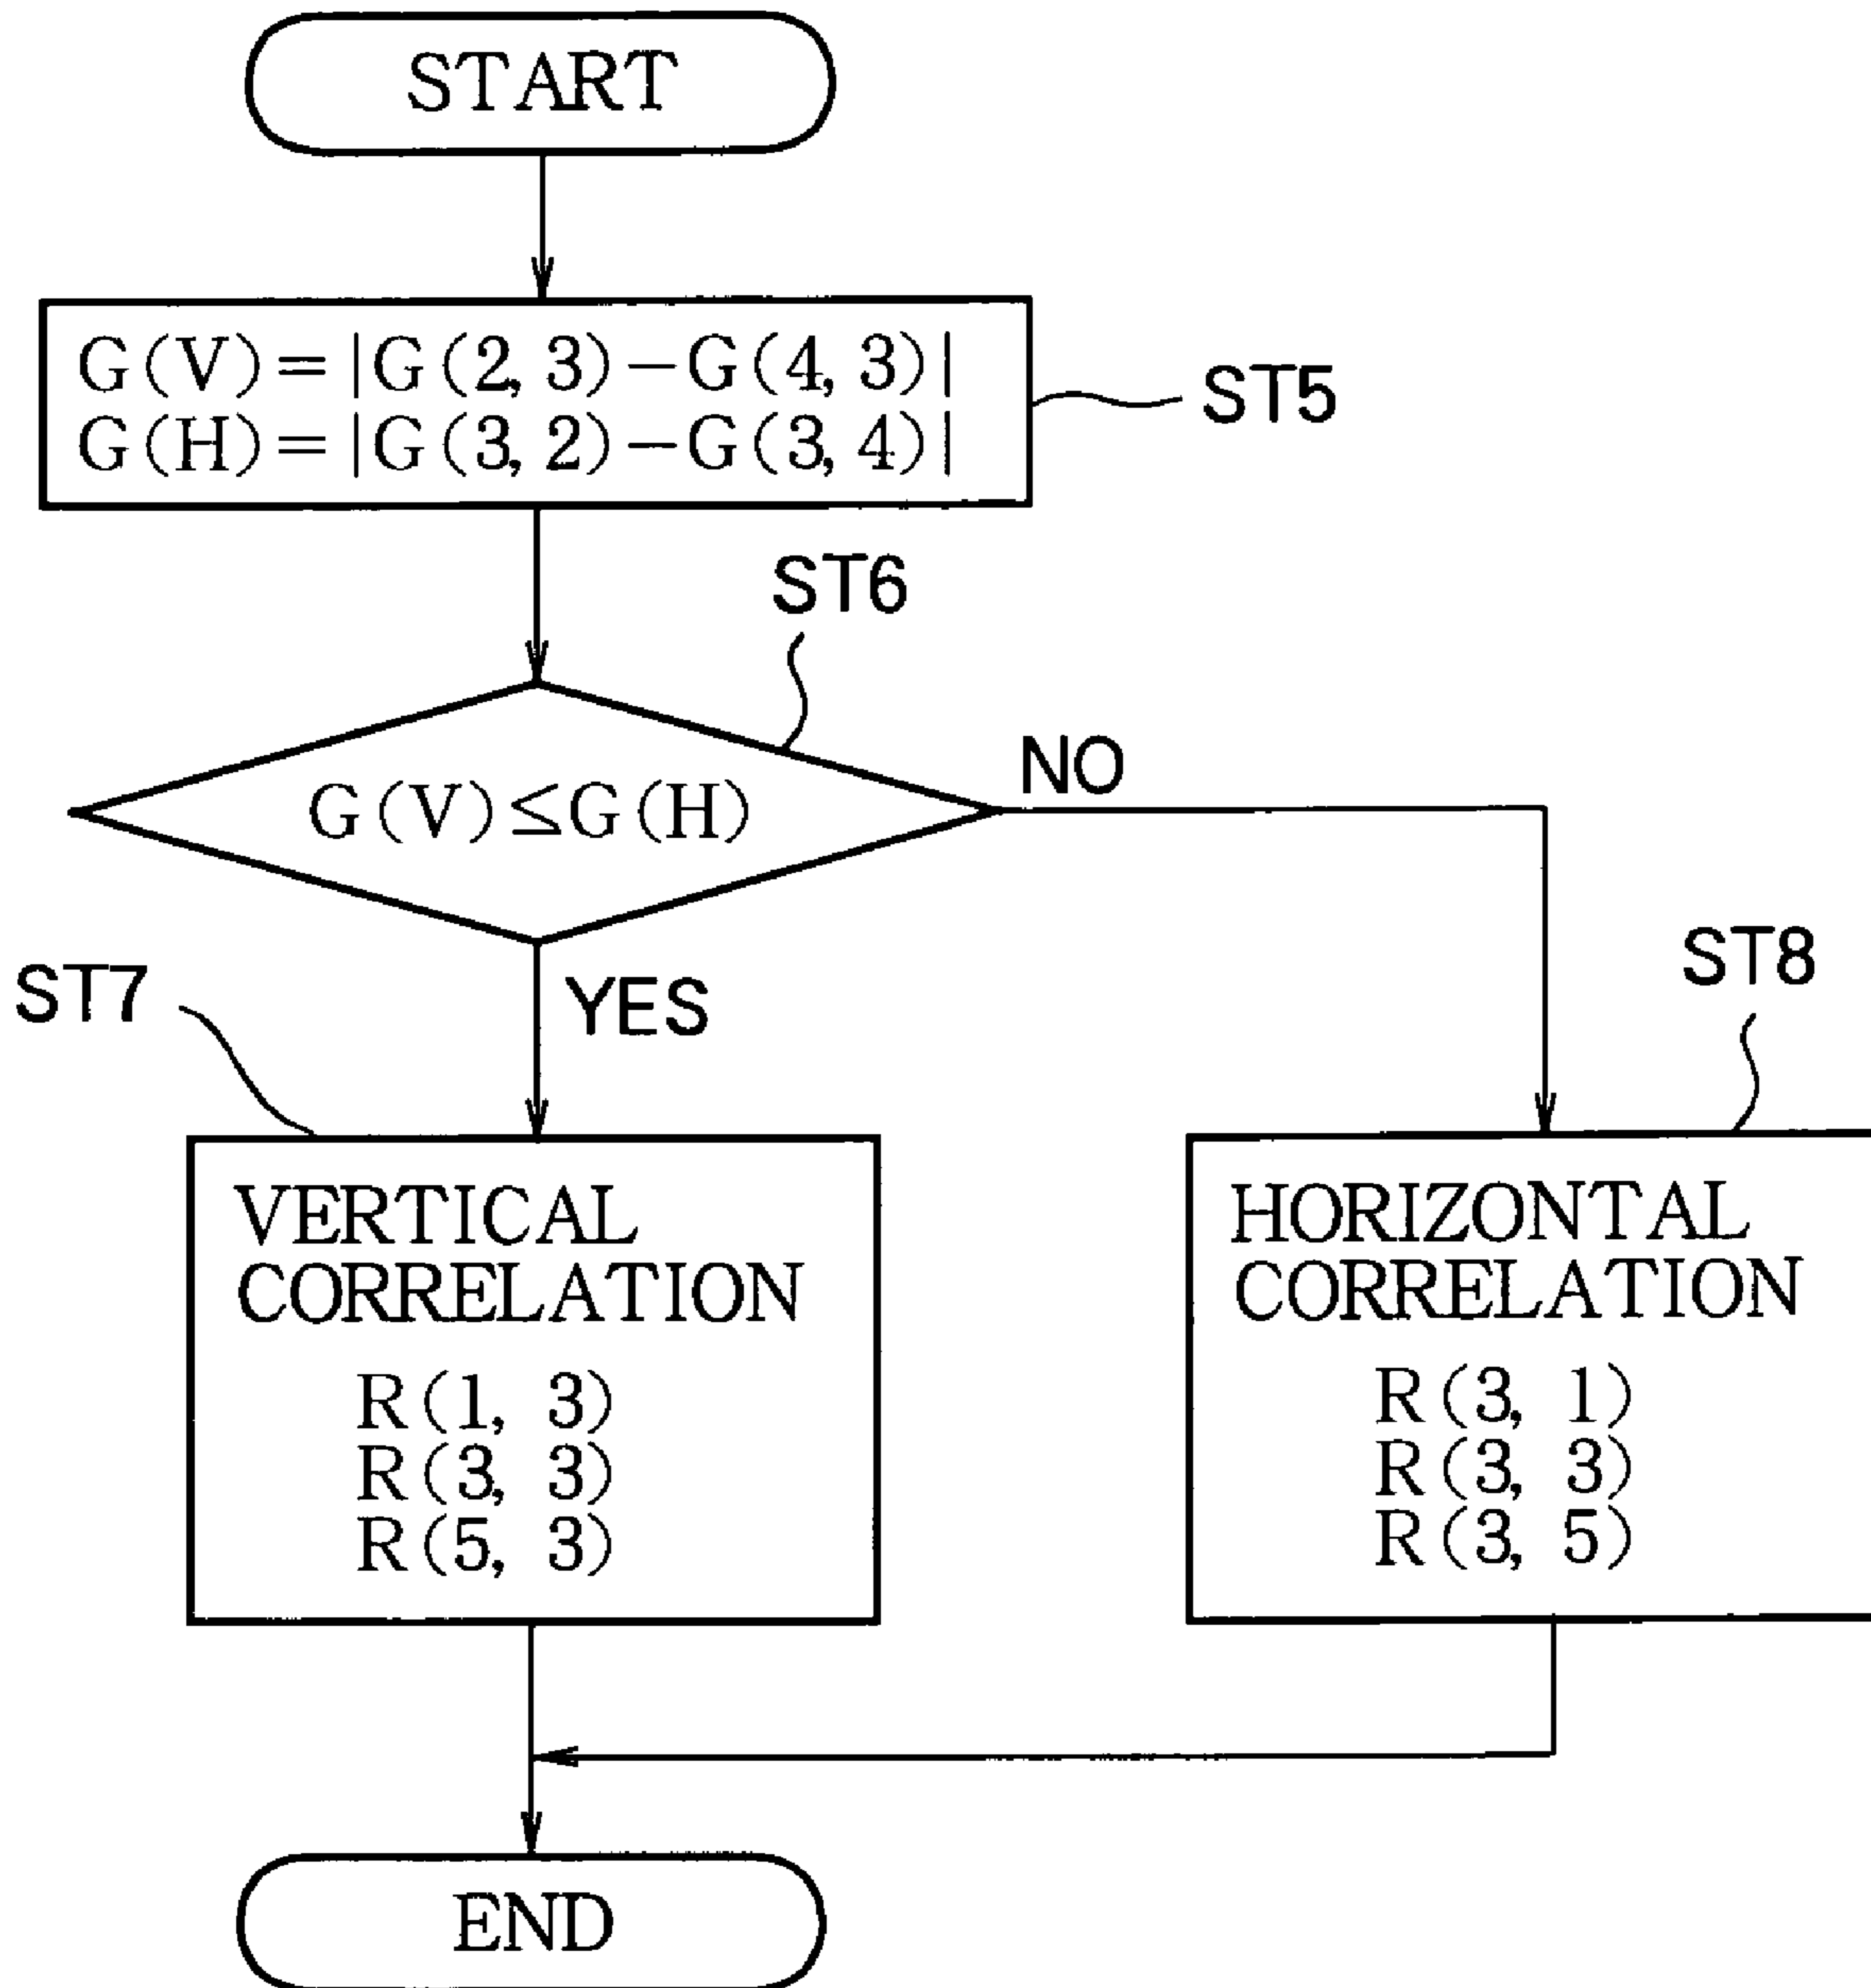 START
G(V)=|G(2,3)-G(4,3)|
G(H)=|G(3,2)-G(3,4)|
ST5
ST6
G(V)≤G(H)
NO
YES
ST7
VERTICAL
CORRELATION
R(1, 3)
R(3, 3)
R(5, 3)
ST8
HORIZONTAL
CORRELATION
R(3, 1)
R(3, 3)
R(3, 5)
END